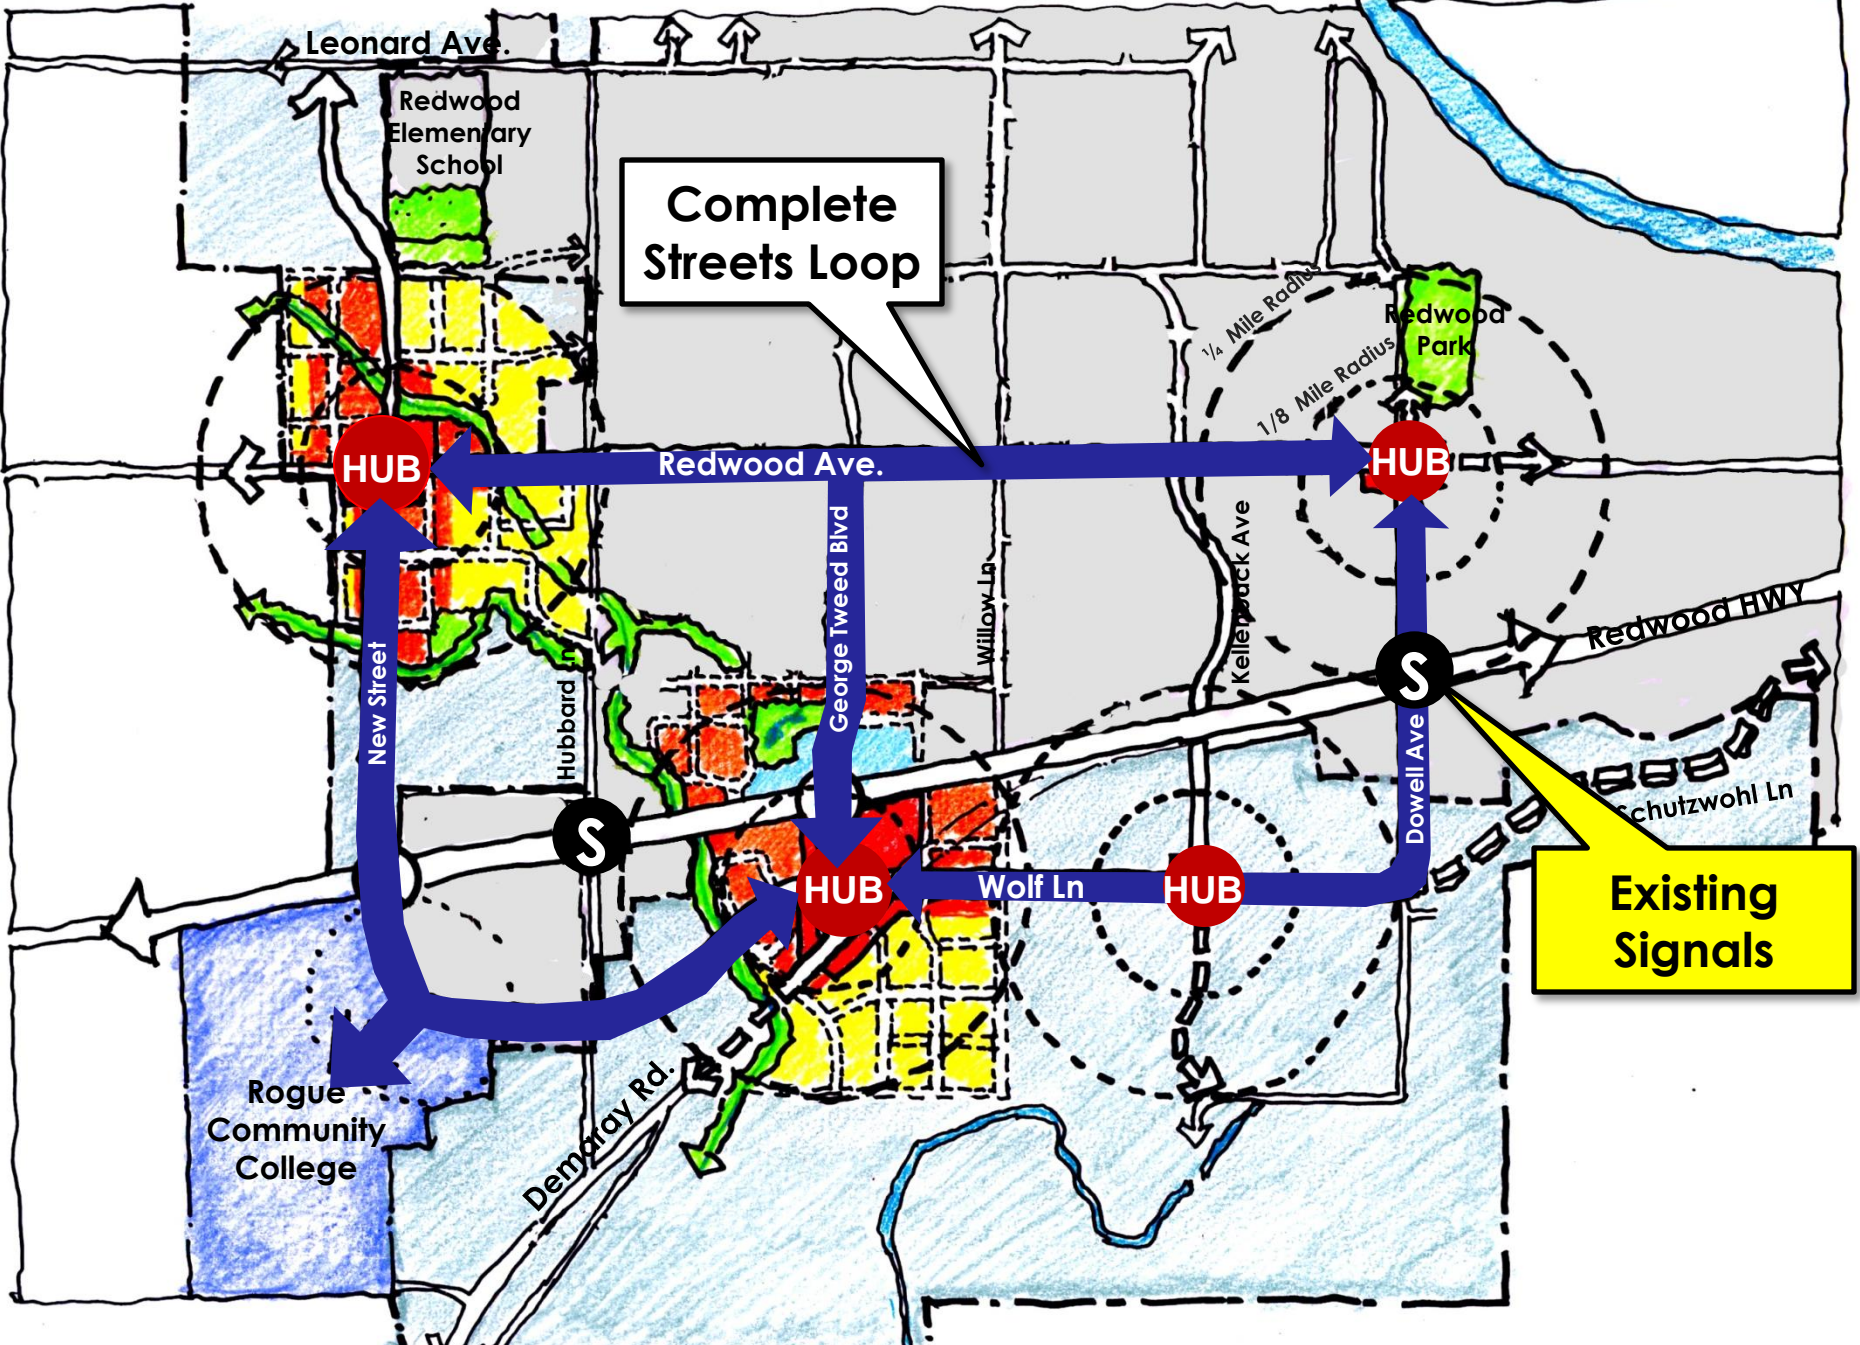 Leonard Ave.
Redwood
Elementary
School
Complete
Streets Loop
¼ Mile Radius
1/8 Mile Radius
Redwood
Park
HUB
Redwood Ave.
HUB
New Street
Hubbard Ln
George Tweed Blvd
Willow Ln
Kellenback Ave
Redwood HWY
S
Dowell Ave
Schutzwohl Ln
S
HUB
Wolf Ln
HUB
Existing
Signals
Rogue
Community
College
Demaray Rd.